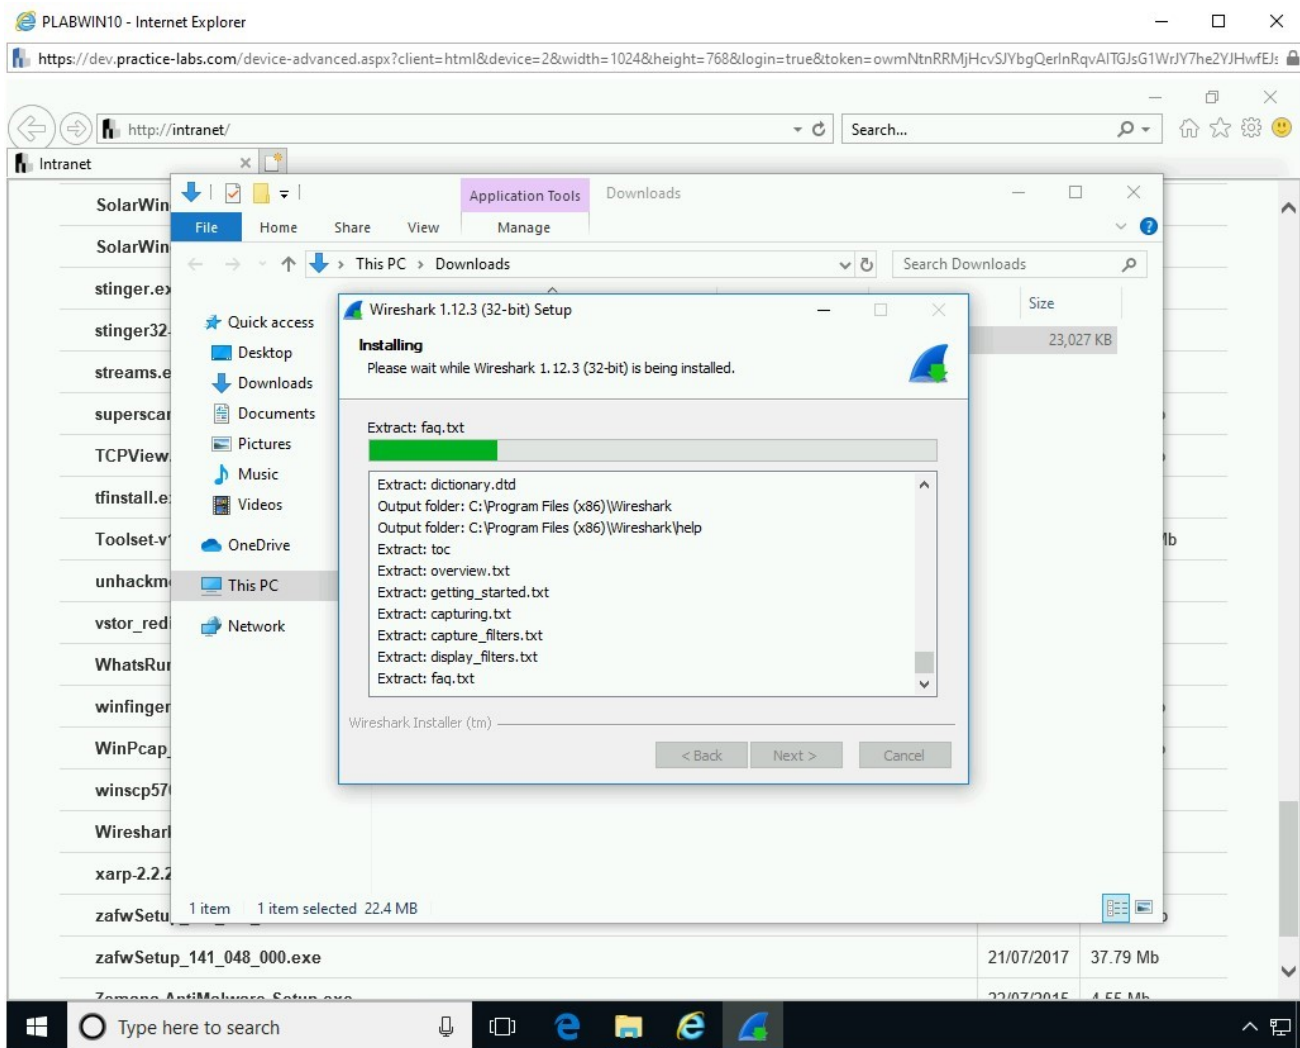 PLABWIN10 - Internet Explorer
https://dev.practice-labs.com/device-advanced.aspx?client=html&device=2&width=1024&height=768&login=true&token=
http://intranet/
Search...
Intranet
Application Tools
Downloads
File
Home
Share
View
Manage
This PC
Downloads
Search Downloads
Size
23,027 KB
Quick access
Desktop
Downloads
Documents
Pictures
Music
Videos
OneDrive
This PC
Network
Wireshark 1.12.3 (32-bit) Setup
Installing
Please wait while Wireshark 1.12.3 (32-bit) is being installed.
Extract: faq.txt
Extract: dictionary.dtd
Output folder: C:\Program Files (x86)\Wireshark
Output folder: C:\Program Files (x86)\Wireshark\help
Extract: toc
Extract: overview.txt
Extract: getting_started.txt
Extract: capturing.txt
Extract: capture_filters.txt
Extract: display_filters.txt
Extract: faq.txt
Wireshark Installer (tm)
< Back
Next >
Cancel
1 item
1 item selected 22.4 MB
SolarWin
SolarWin
stinger.ex
stinger32-
streams.e
superscan
TCPView.
tfinstall.e
Toolset-v
unhackm
vstor_redi
WhatsRun
winfinger
WinPcap_
winscp57
Wireshark
xarp-2.2.2
zafwSetu
zafwSetup_141_048_000.exe
21/07/2017
37.79 Mb
Type here to search